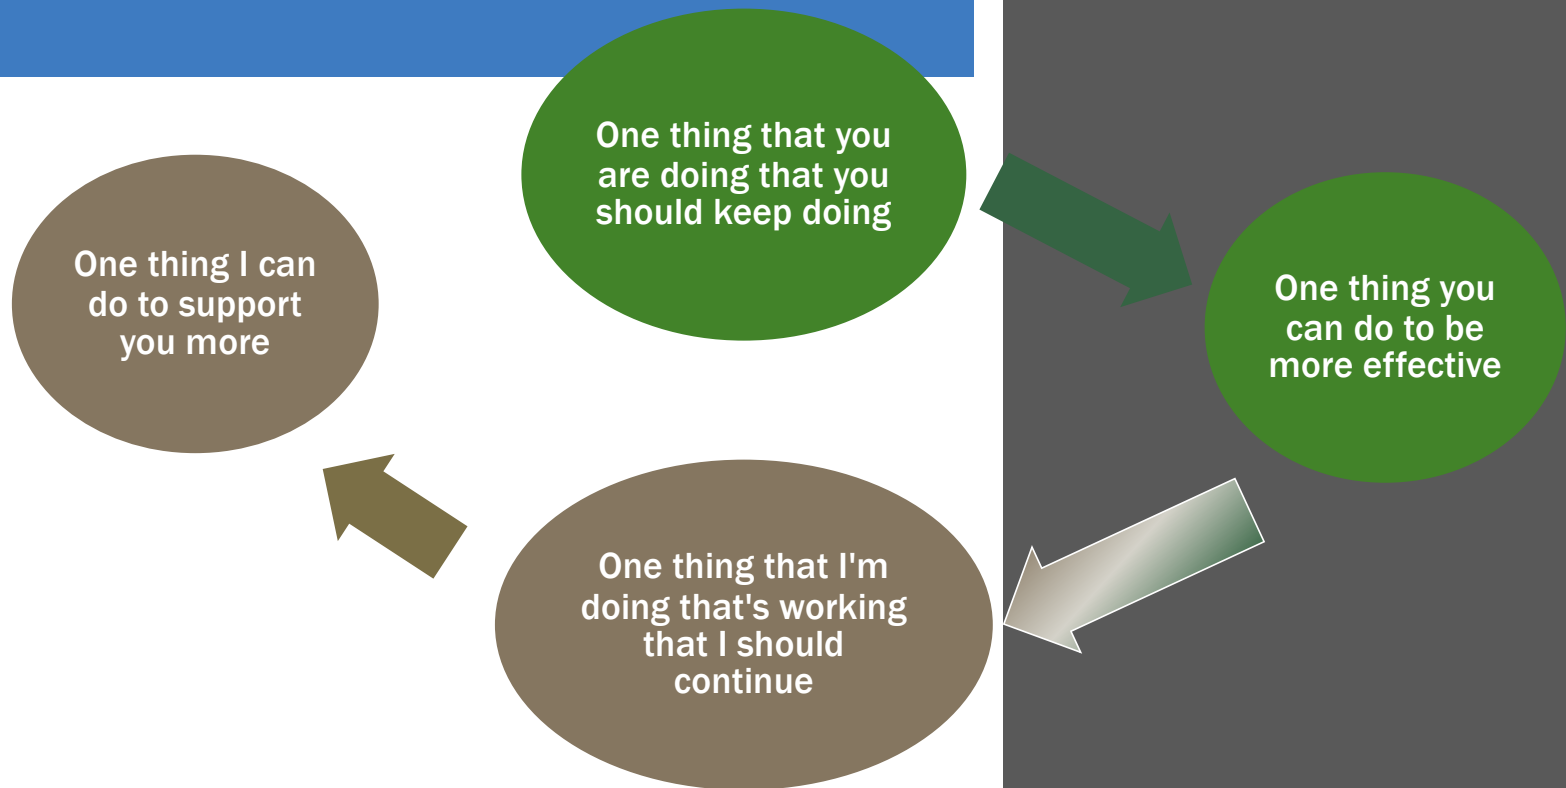 One thing that you
are doing that you
should keep doing
One thing you
can do to be
more effective
One thing that I'm
doing that's working
that I should
continue
One thing I can
do to support
you more